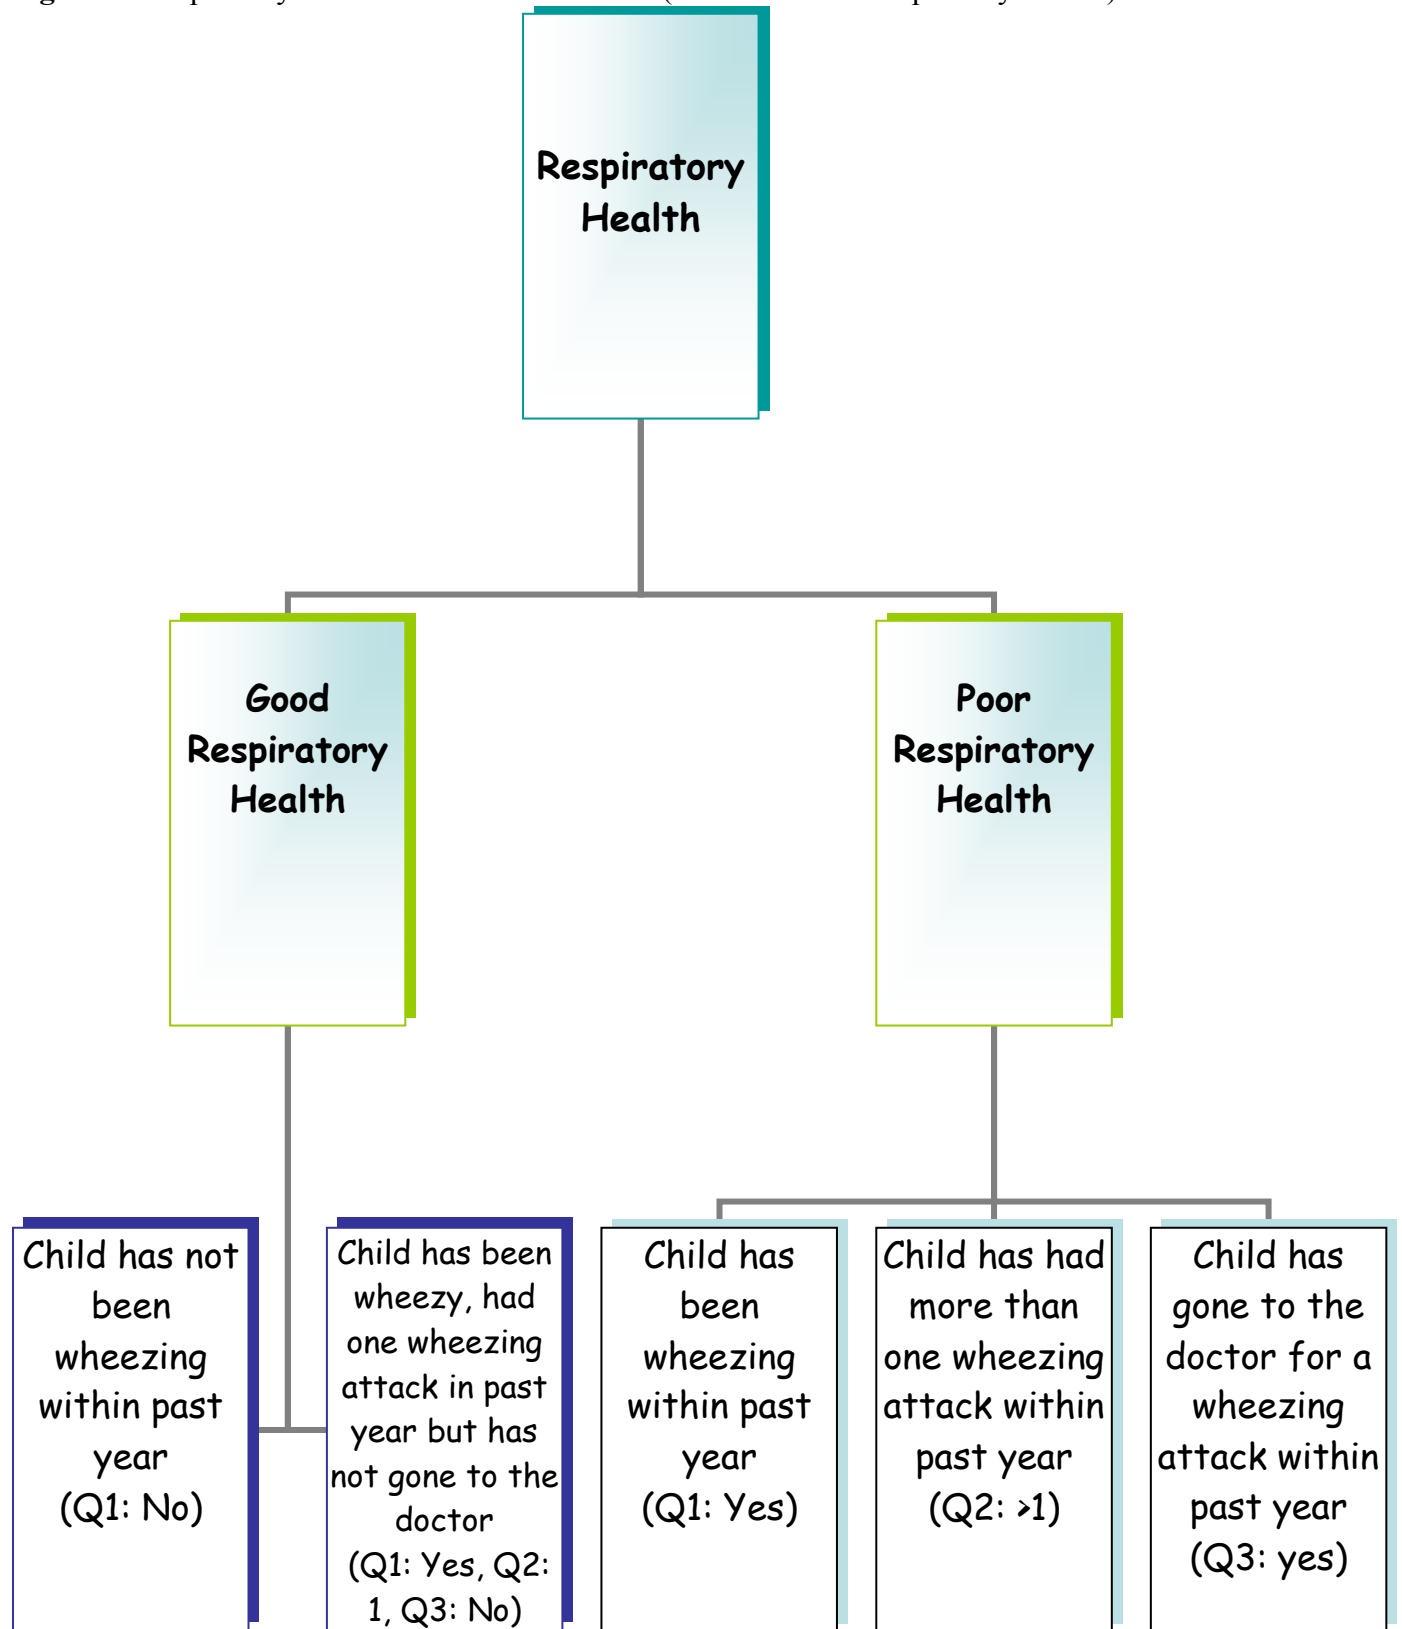 Respiratory
Health
Good
Respiratory
Health
Poor
Respiratory
Health
Child has not
been
wheezing
within past
year
(Q1: No)
Child has been
wheezy, had
one wheezing
attack in past
year but has
not gone to the
doctor
(Q1: Yes, Q2:
1, Q3: No)
Child has
been
wheezing
within past
year
(Q1: Yes)
Child has had
more than
one wheezing
attack within
past year
(Q2: >1)
Child has
gone to the
doctor for a
wheezing
attack within
past year
(Q3: yes)